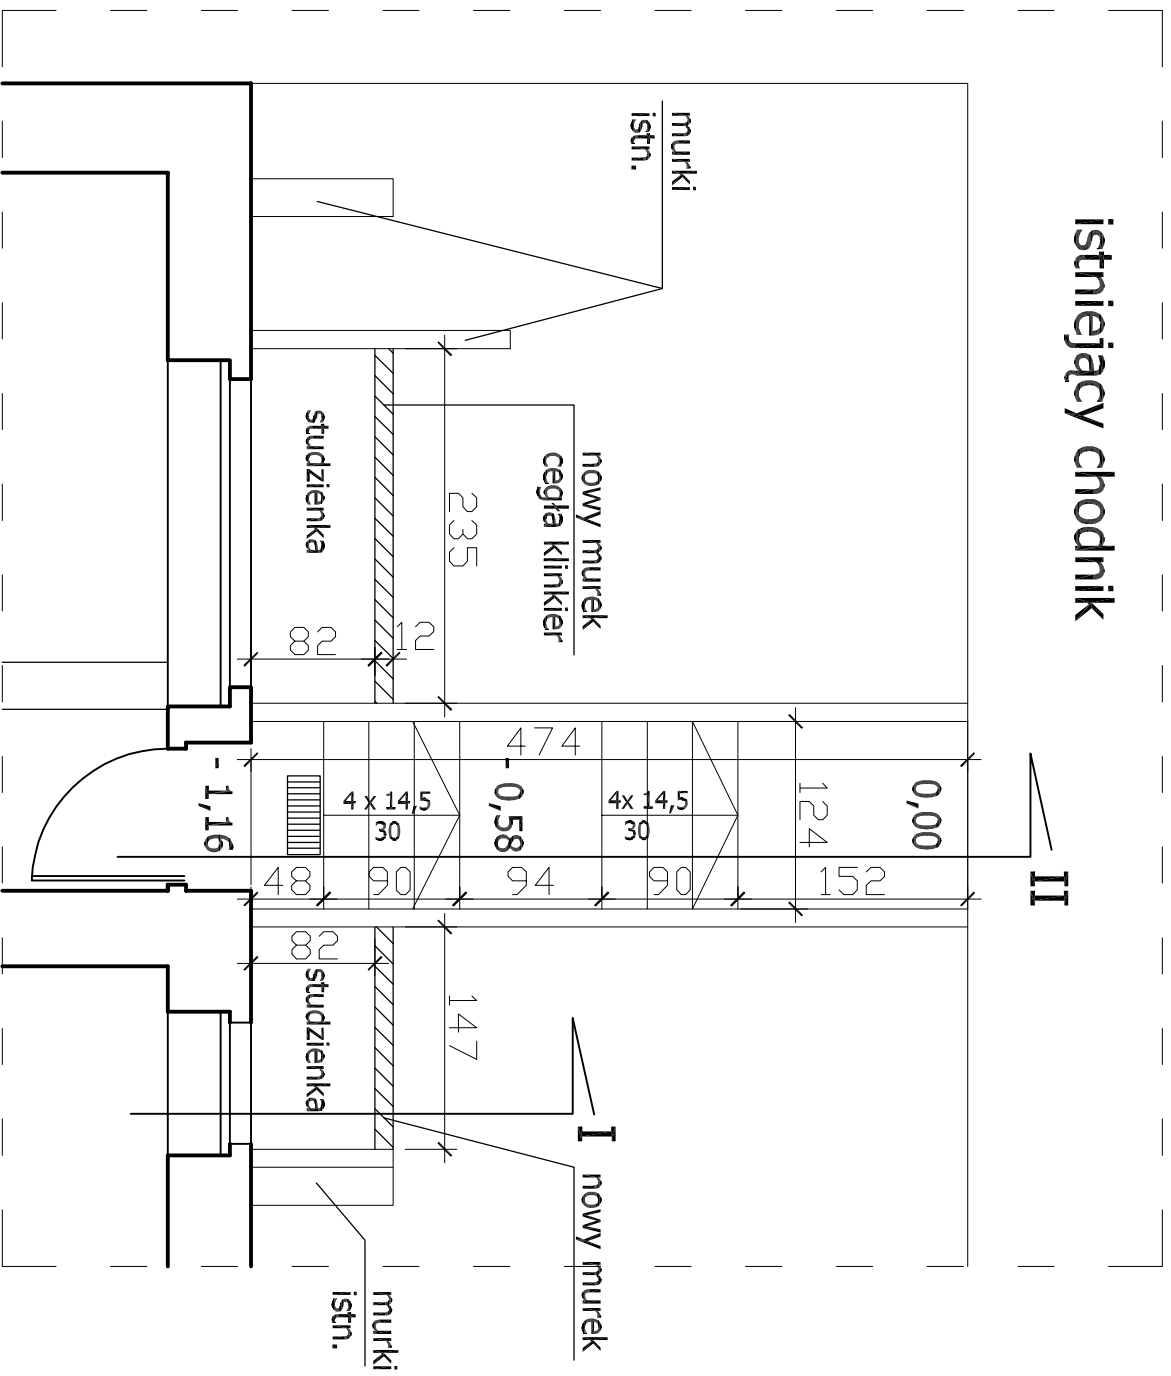 istniejący chodnik
murki
istn.
nowy murek
cegła klinkier
studzienka
235
82
12
474
124
0,00
- 0,58
- 1,16
4 x 14,5
30
4x 14,5
30
48
90
94
90
152
II
82
studzienka
147
I
nowy murek
murki
istn.